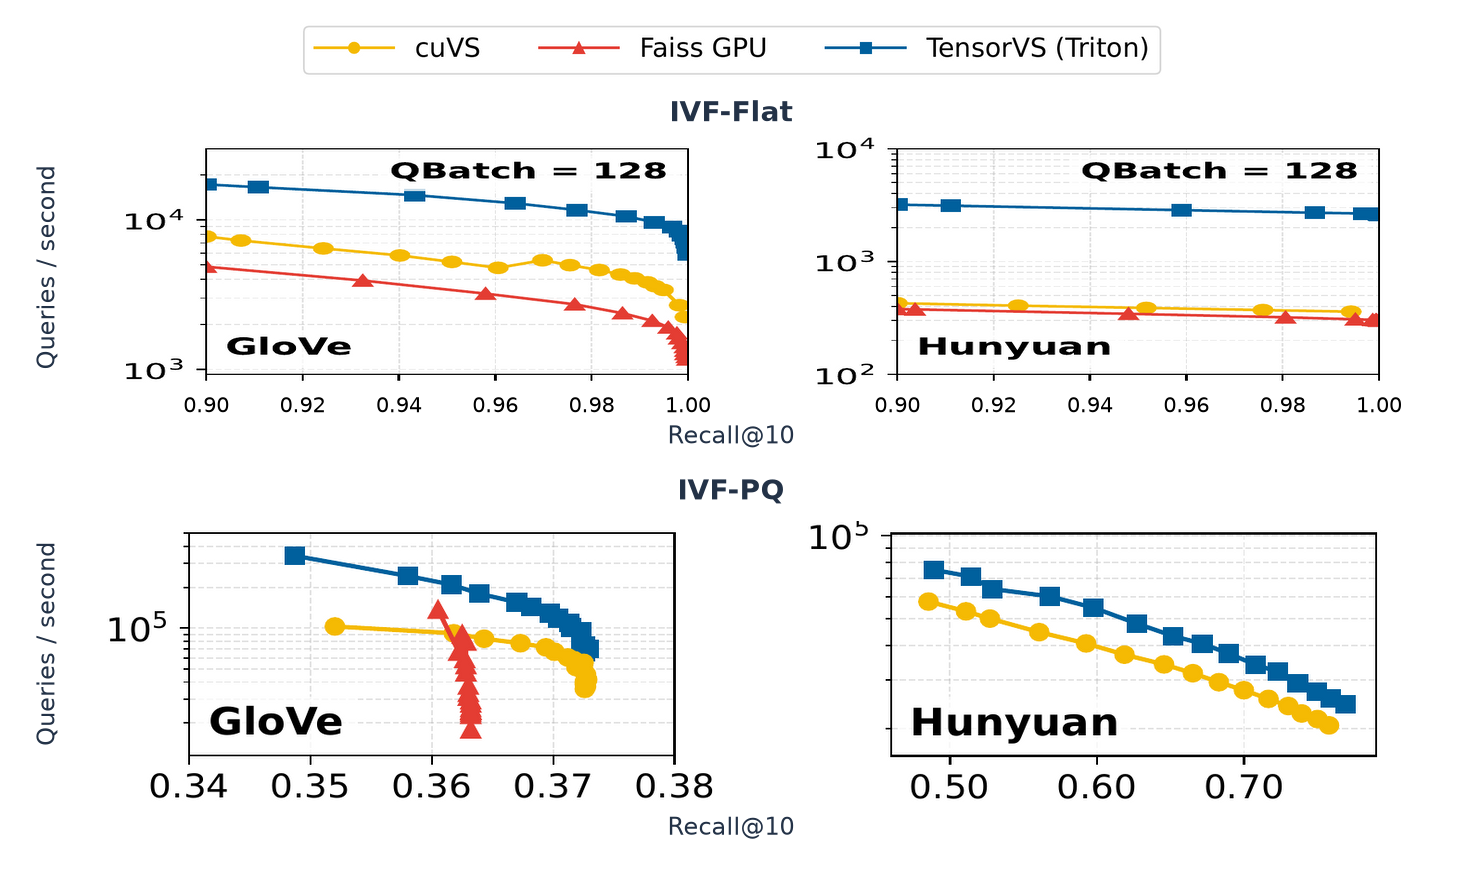 cuVS Faiss GPU TensorVS (Triton)
IVF-Flat
Queries / second
10⁴
10³
QBatch = 128
GloVe
0.90 0.92 0.94 0.96 0.98 1.00
10⁴
10³
10²
QBatch = 128
Hunyuan
0.90 0.92 0.94 0.96 0.98 1.00
Recall@10
IVF-PQ
Queries / second
10⁵
GloVe
0.34 0.35 0.36 0.37 0.38
10⁵
Hunyuan
0.50 0.60 0.70
Recall@10